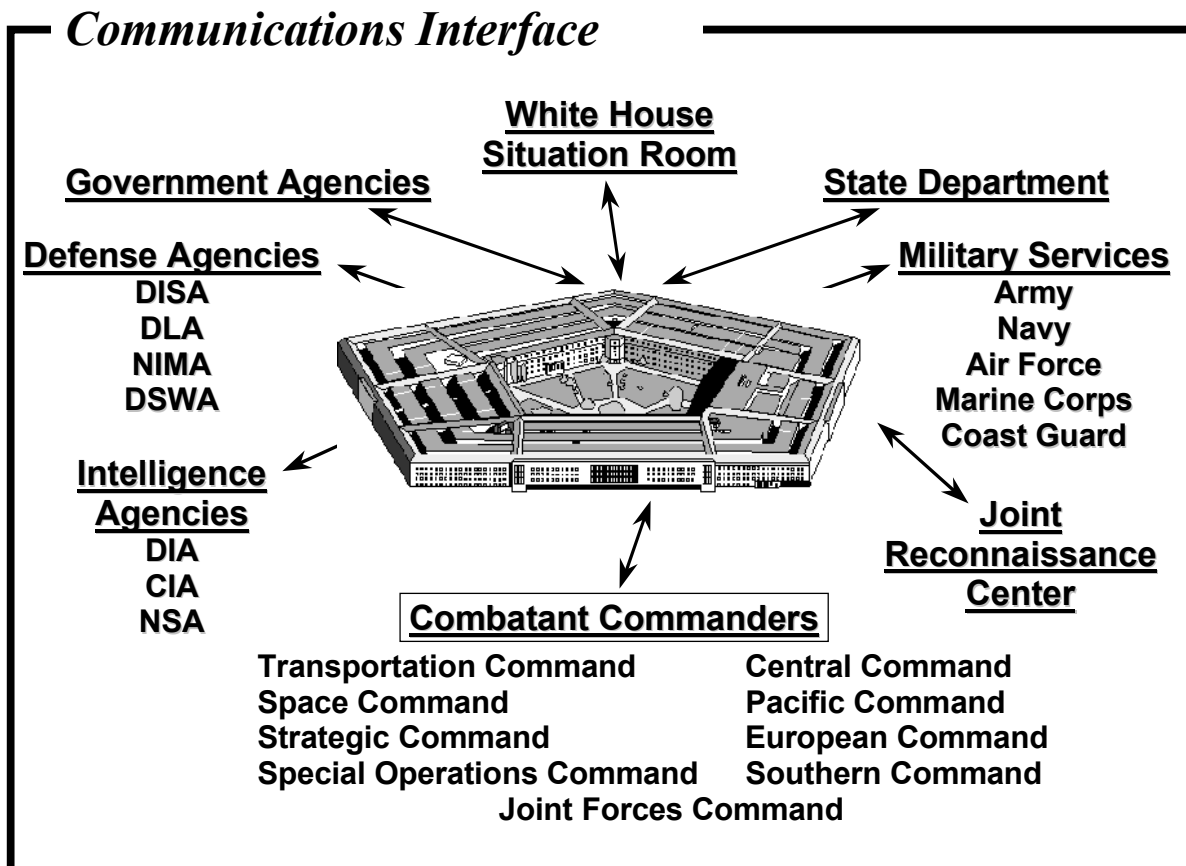 Communications Interface
White House
Situation Room
Government Agencies
State Department
Defense Agencies
DISA
DLA
NIMA
DSWA
Military Services
Army
Navy
Air Force
Marine Corps
Coast Guard
Intelligence
Agencies
DIA
CIA
NSA
Joint
Reconnaissance
Center
Combatant Commanders
Transportation Command
Space Command
Strategic Command
Special Operations Command
Central Command
Pacific Command
European Command
Southern Command
Joint Forces Command